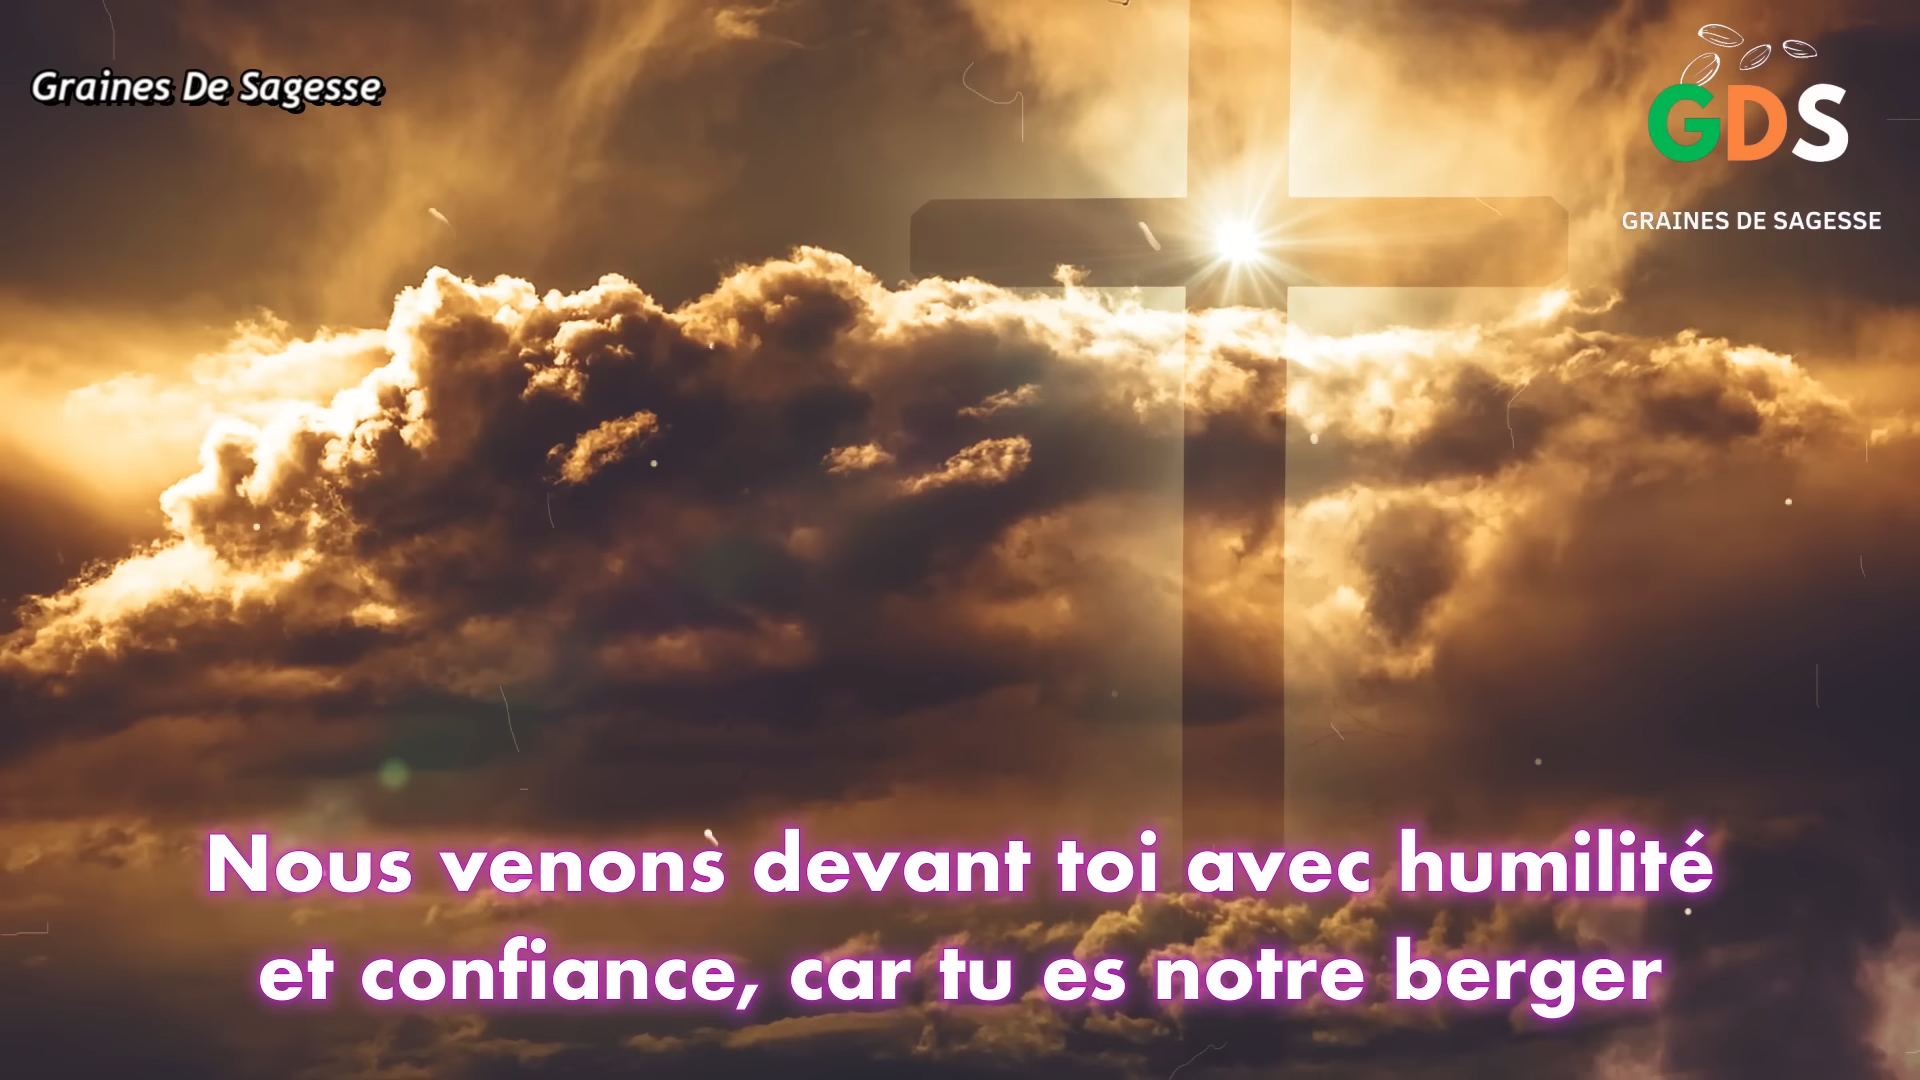 Graines De Sagesse
GDS
GRAINES DE SAGESSE
Nous venons devant toi avec humilité
et confiance, car tu es notre berger